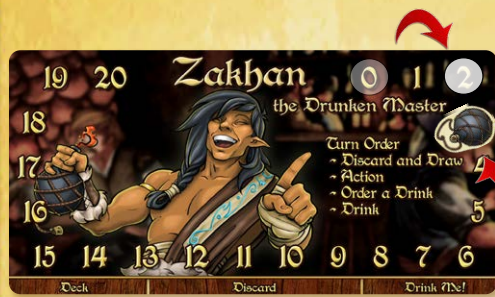 19 20 Zakhan 0 1 2
the Drunken Master
18 Turn Order
~ Discard and Draw
17 ~ Action
~ Order a Drink
16 ~ Drink 5
15 14 13 12 11 10 9 8 7 6
Deck Discard Drink Me!